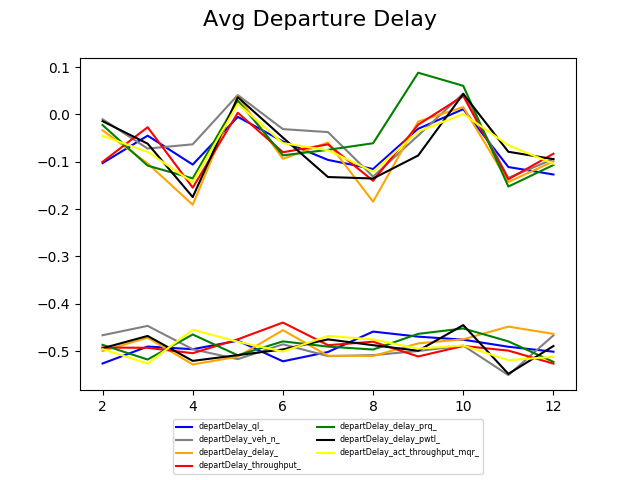 Avg Departure Delay
0.1
0.0
−0.1
−0.2
−0.3
−0.4
−0.5
2 4 6 8 10 12
departDelay_ql_
departDelay_veh_n_
departDelay_delay_
departDelay_throughput_
departDelay_delay_prq_
departDelay_delay_pwtl_
departDelay_act_throughput_mqr_